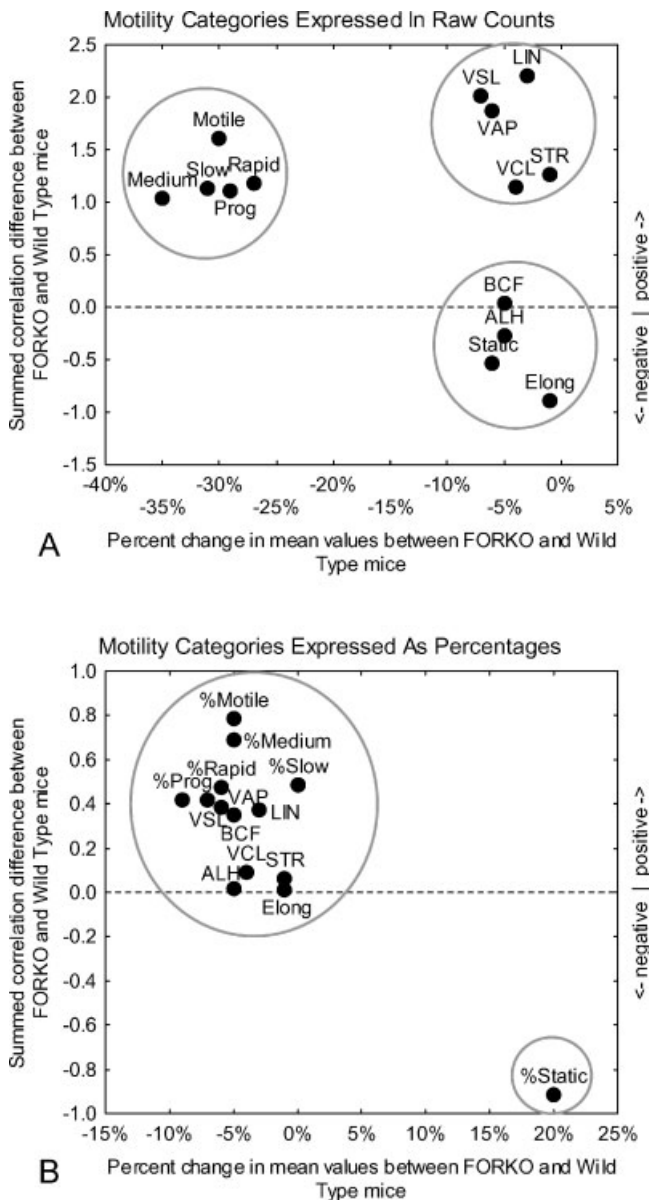 Motility Categories Expressed In Raw Counts
Summed correlation difference between
FORKO and Wild Type mice
2.5
2.0
1.5
1.0
0.5
0.0
-0.5
-1.0
-1.5
LIN
VSL
VAP
VCL
STR
Motile
Slow
Rapid
Medium
Prog
BCF
ALH
Static
Elong
<- negative | positive ->
-40% -30% -20% -10% 0%
-35% -25% -15% -5% 5%
A
Percent change in mean values between FORKO and Wild
Type mice
Motility Categories Expressed As Percentages
Summed correlation difference between
FORKO and Wild Type mice
1.0
0.8
0.6
0.4
0.2
0.0
-0.2
-0.4
-0.6
-0.8
-1.0
%Motile
%Medium
%Rapid
%Slow
%Prog
VAP
VSL
LIN
BCF
VCL
STR
ALH
Elong
%Static
<- negative | positive ->
-15% -10% -5% 0% 5% 10% 15% 20% 25%
B
Percent change in mean values between FORKO and Wild
Type mice